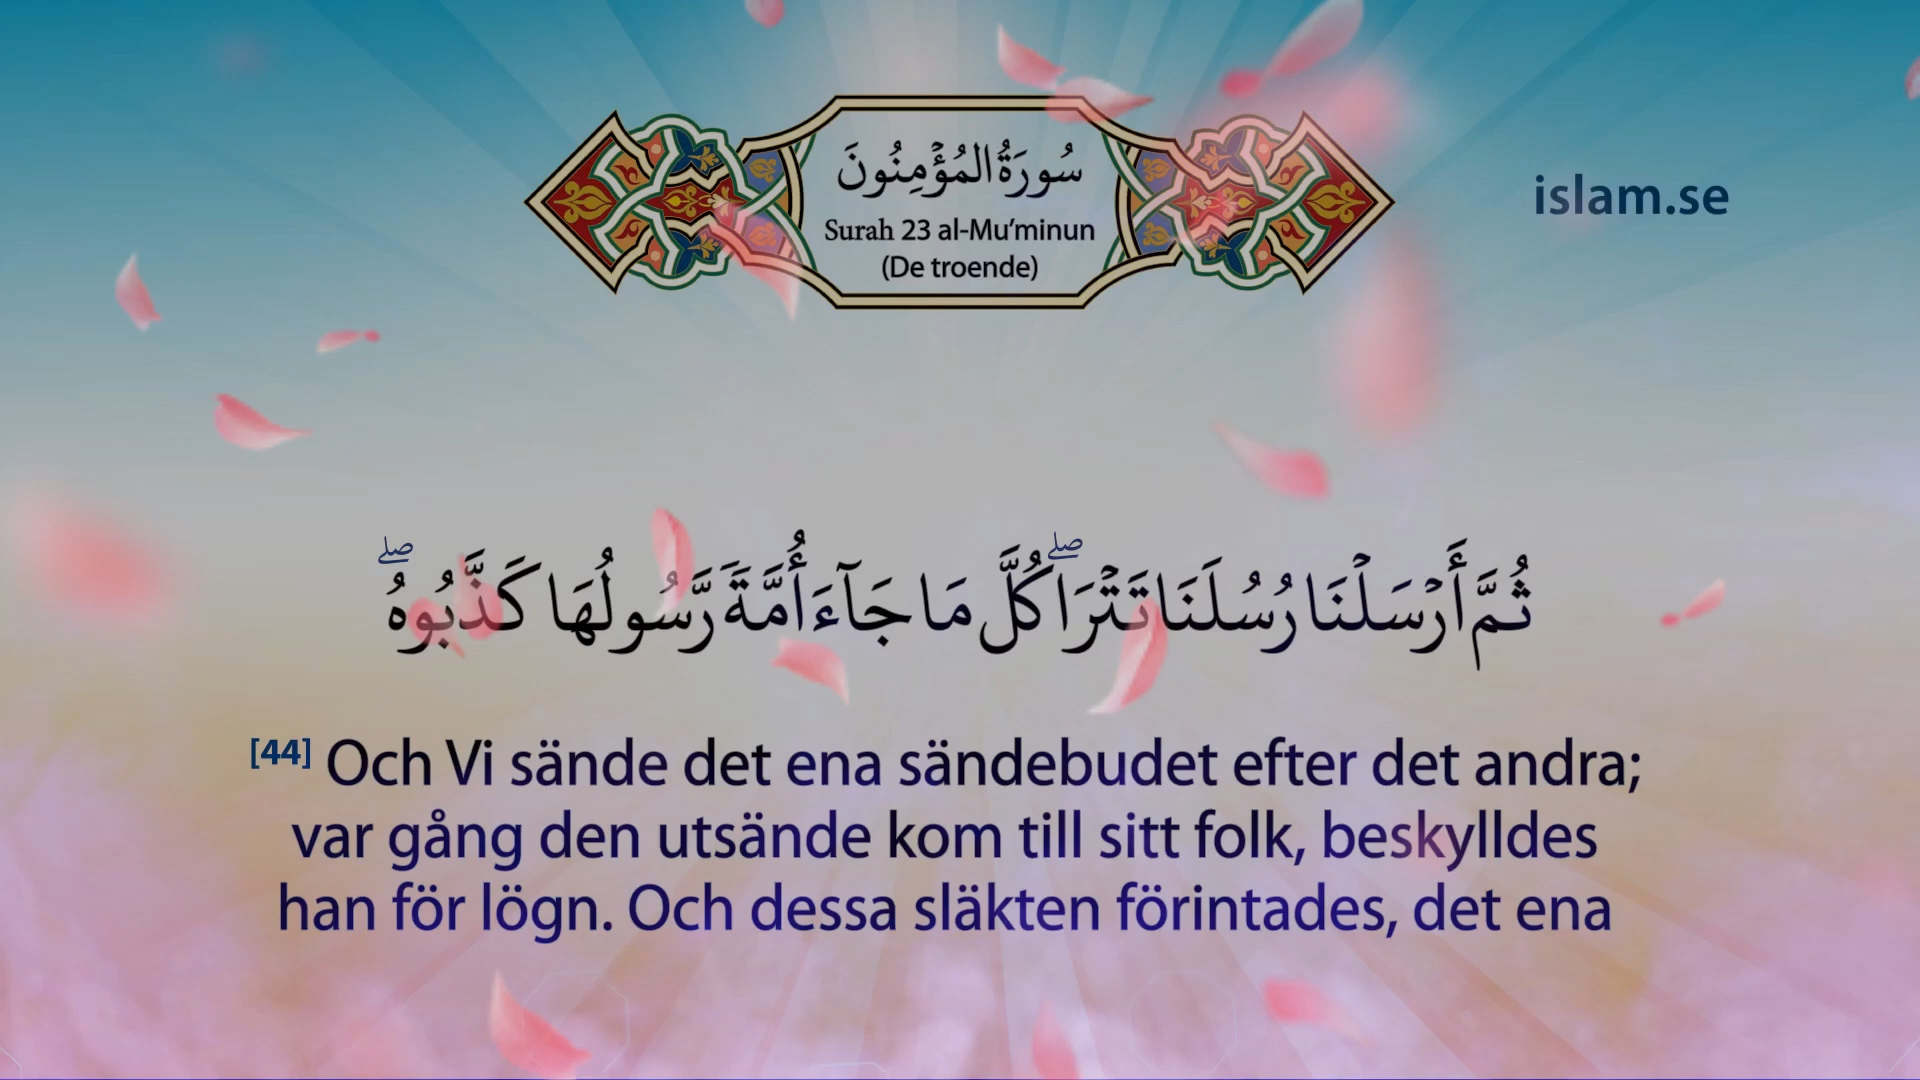 سُورَةُ المُؤْمِنُونَ
Surah 23 al-Mu’minun
(De troende)
islam.se
ثُمَّ أَرْسَلْنَا رُسُلَنَا تَتْرَا ۖ كُلَّ مَا جَآءَ أُمَّةً رَّسُولُهَا كَذَّبُوهُ ۖ
[44] Och Vi sände det ena sändebudet efter det andra;
var gång den utsände kom till sitt folk, beskylldes
han för lögn. Och dessa släkten förintades, det ena